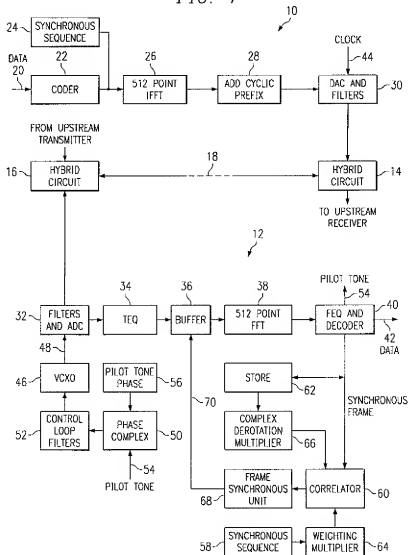 10
24
SYNCHRONOUS
SEQUENCE
DATA
20
22
CODER
26
512 POINT
IFFT
28
ADD CYCLIC
PREFIX
CLOCK
44
DAC AND
FILTERS
30
FROM UPSTREAM
TRANSMITTER
16
HYBRID
CIRCUIT
18
HYBRID
CIRCUIT
14
TO UPSTREAM
RECEIVER
12
32
FILTERS
AND ADC
34
TEQ
36
BUFFER
38
512 POINT
FFT
PILOT TONE
54
FEQ AND
DECODER
40
42
DATA
48
46
VCXO
PILOT TONE
PHASE
56
52
CONTROL
LOOP
FILTERS
PHASE
COMPLEX
50
54
PILOT TONE
70
STORE
62
SYNCHRONOUS
FRAME
COMPLEX
DEROTATION
MULTIPLIER
66
FRAME
SYNCHRONOUS
UNIT
68
CORRELATOR
60
58
SYNCHRONOUS
SEQUENCE
WEIGHTING
MULTIPLIER
64